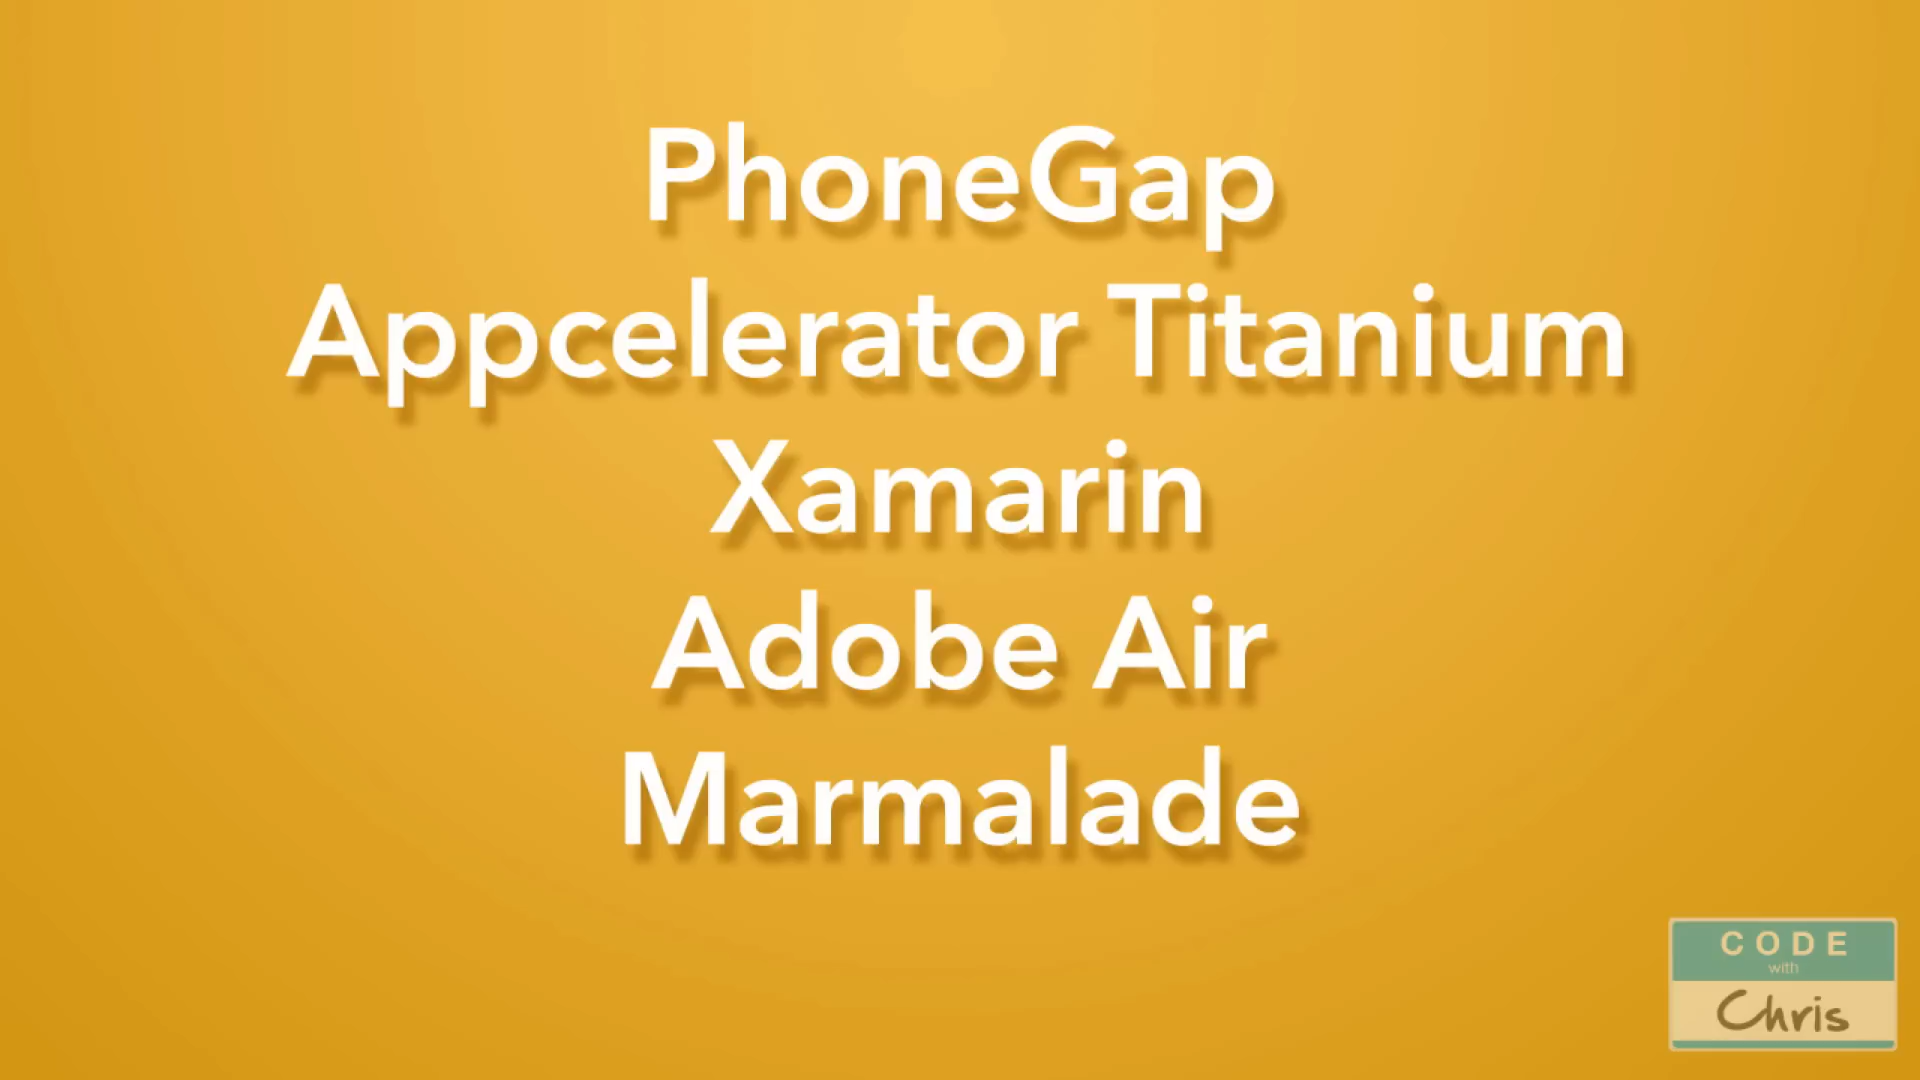 PhoneGap
Appcelerator Titanium
Xamarin
Adobe Air
Marmalade
CODE
with
Chris